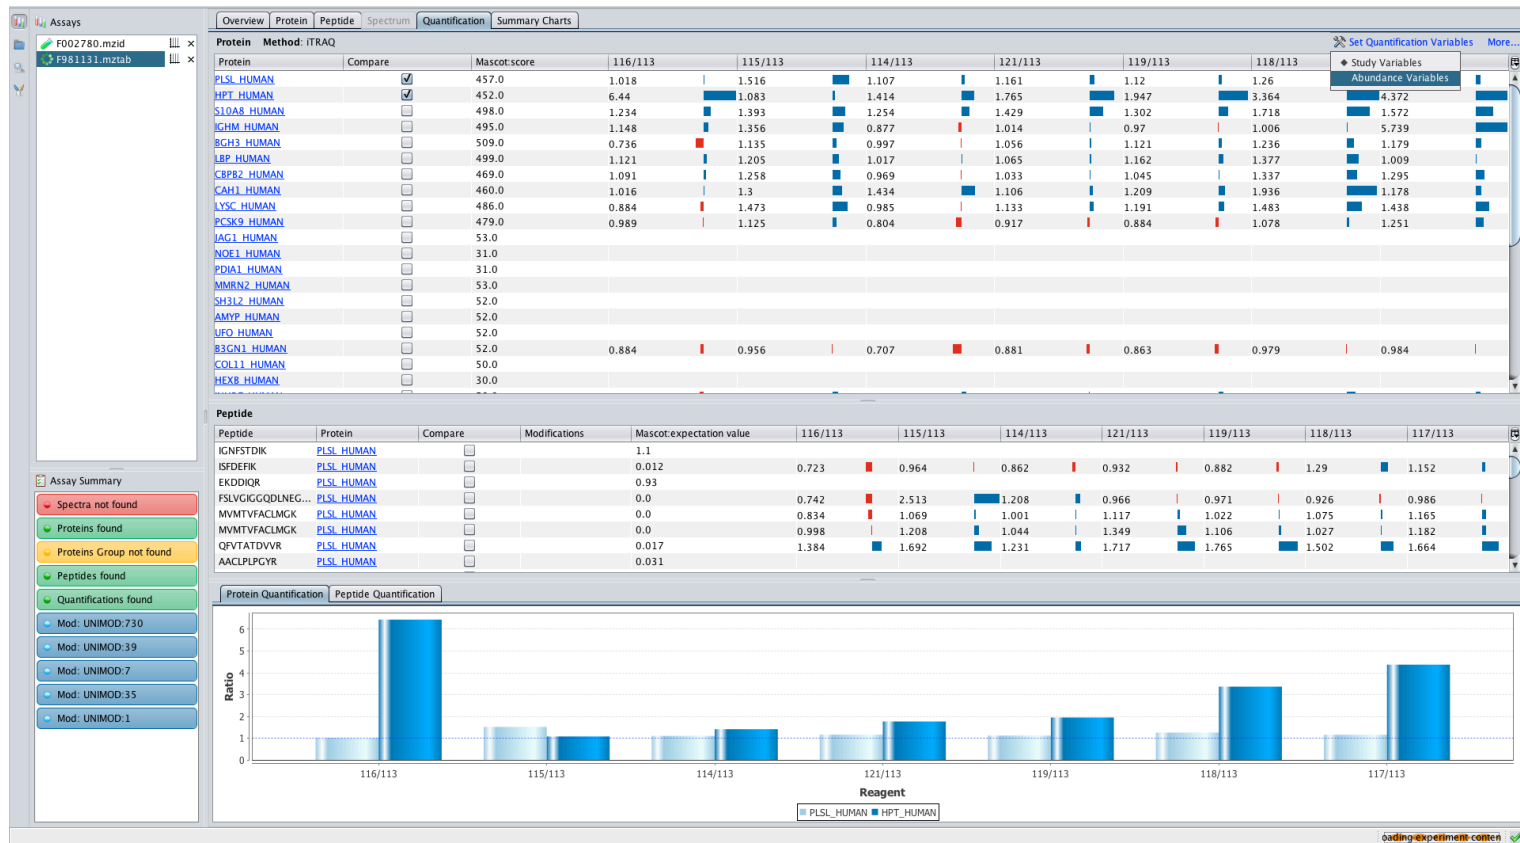 Assays
F002780.mzid
F981131.mztab
Overview Protein Peptide Spectrum Quantification Summary Charts
Protein Method: iTRAQ
Set Quantification Variables More...
Study Variables
Abundance Variables
Protein Compare Mascot:score 116/113 115/113 114/113 121/113 119/113 118/113
PLSL_HUMAN 457.0 1.018 1.516 1.107 1.161 1.12 1.26
HPT_HUMAN 452.0 6.44 1.083 1.414 1.765 1.947 3.364 4.372
S10A8_HUMAN 498.0 1.234 1.393 1.254 1.429 1.302 1.718 1.572
IGHM_HUMAN 495.0 1.148 1.356 0.877 1.014 0.97 1.006 5.739
BGH3_HUMAN 509.0 0.736 1.135 0.997 1.056 1.121 1.236 1.179
LBP_HUMAN 499.0 1.121 1.205 1.017 1.065 1.162 1.377 1.009
CBPB2_HUMAN 469.0 1.091 1.258 0.969 1.033 1.045 1.337 1.295
CAH1_HUMAN 460.0 1.016 1.3 1.434 1.106 1.209 1.936 1.178
LYSC_HUMAN 486.0 0.884 1.473 0.985 1.133 1.191 1.483 1.438
PCSK9_HUMAN 479.0 0.989 1.125 0.804 0.917 0.884 1.078 1.251
JAG1_HUMAN 53.0
NOE1_HUMAN 31.0
PDIA1_HUMAN 31.0
MMRN2_HUMAN 53.0
SH3L2_HUMAN 52.0
AMYP_HUMAN 52.0
UFO_HUMAN 52.0
B3GN1_HUMAN 52.0 0.884 0.956 0.707 0.881 0.863 0.979 0.984
COL11_HUMAN 50.0
HEXB_HUMAN 30.0
Peptide
Peptide Protein Compare Modifications Mascot:expectation value 116/113 115/113 114/113 121/113 119/113 118/113 117/113
IGNFSTDIK PLSL_HUMAN 1.1
ISFDEFIK PLSL_HUMAN 0.012 0.723 0.964 0.862 0.932 0.882 1.29 1.152
EKDDIQR PLSL_HUMAN 0.93
FSLVGIGGQDLNEG... PLSL_HUMAN 0.0 0.742 2.513 1.208 0.966 0.971 0.926 0.986
MVMTVFACLMGK PLSL_HUMAN 0.0 0.834 1.069 1.001 1.117 1.022 1.075 1.165
MVMTVFACLMGK PLSL_HUMAN 0.0 0.998 1.208 1.044 1.349 1.106 1.027 1.182
QFVTATDVVR PLSL_HUMAN 0.017 1.384 1.692 1.231 1.717 1.765 1.502 1.664
AACLPLPGYR PLSL_HUMAN 0.031
Assay Summary
Spectra not found
Proteins found
Proteins Group not found
Peptides found
Quantifications found
Mod: UNIMOD:730
Mod: UNIMOD:39
Mod: UNIMOD:7
Mod: UNIMOD:35
Mod: UNIMOD:1
Protein Quantification Peptide Quantification
Ratio
6
5
4
3
2
1
0
116/113 115/113 114/113 121/113 119/113 118/113 117/113
Reagent
PLSL_HUMAN HPT_HUMAN
oading experiment conten